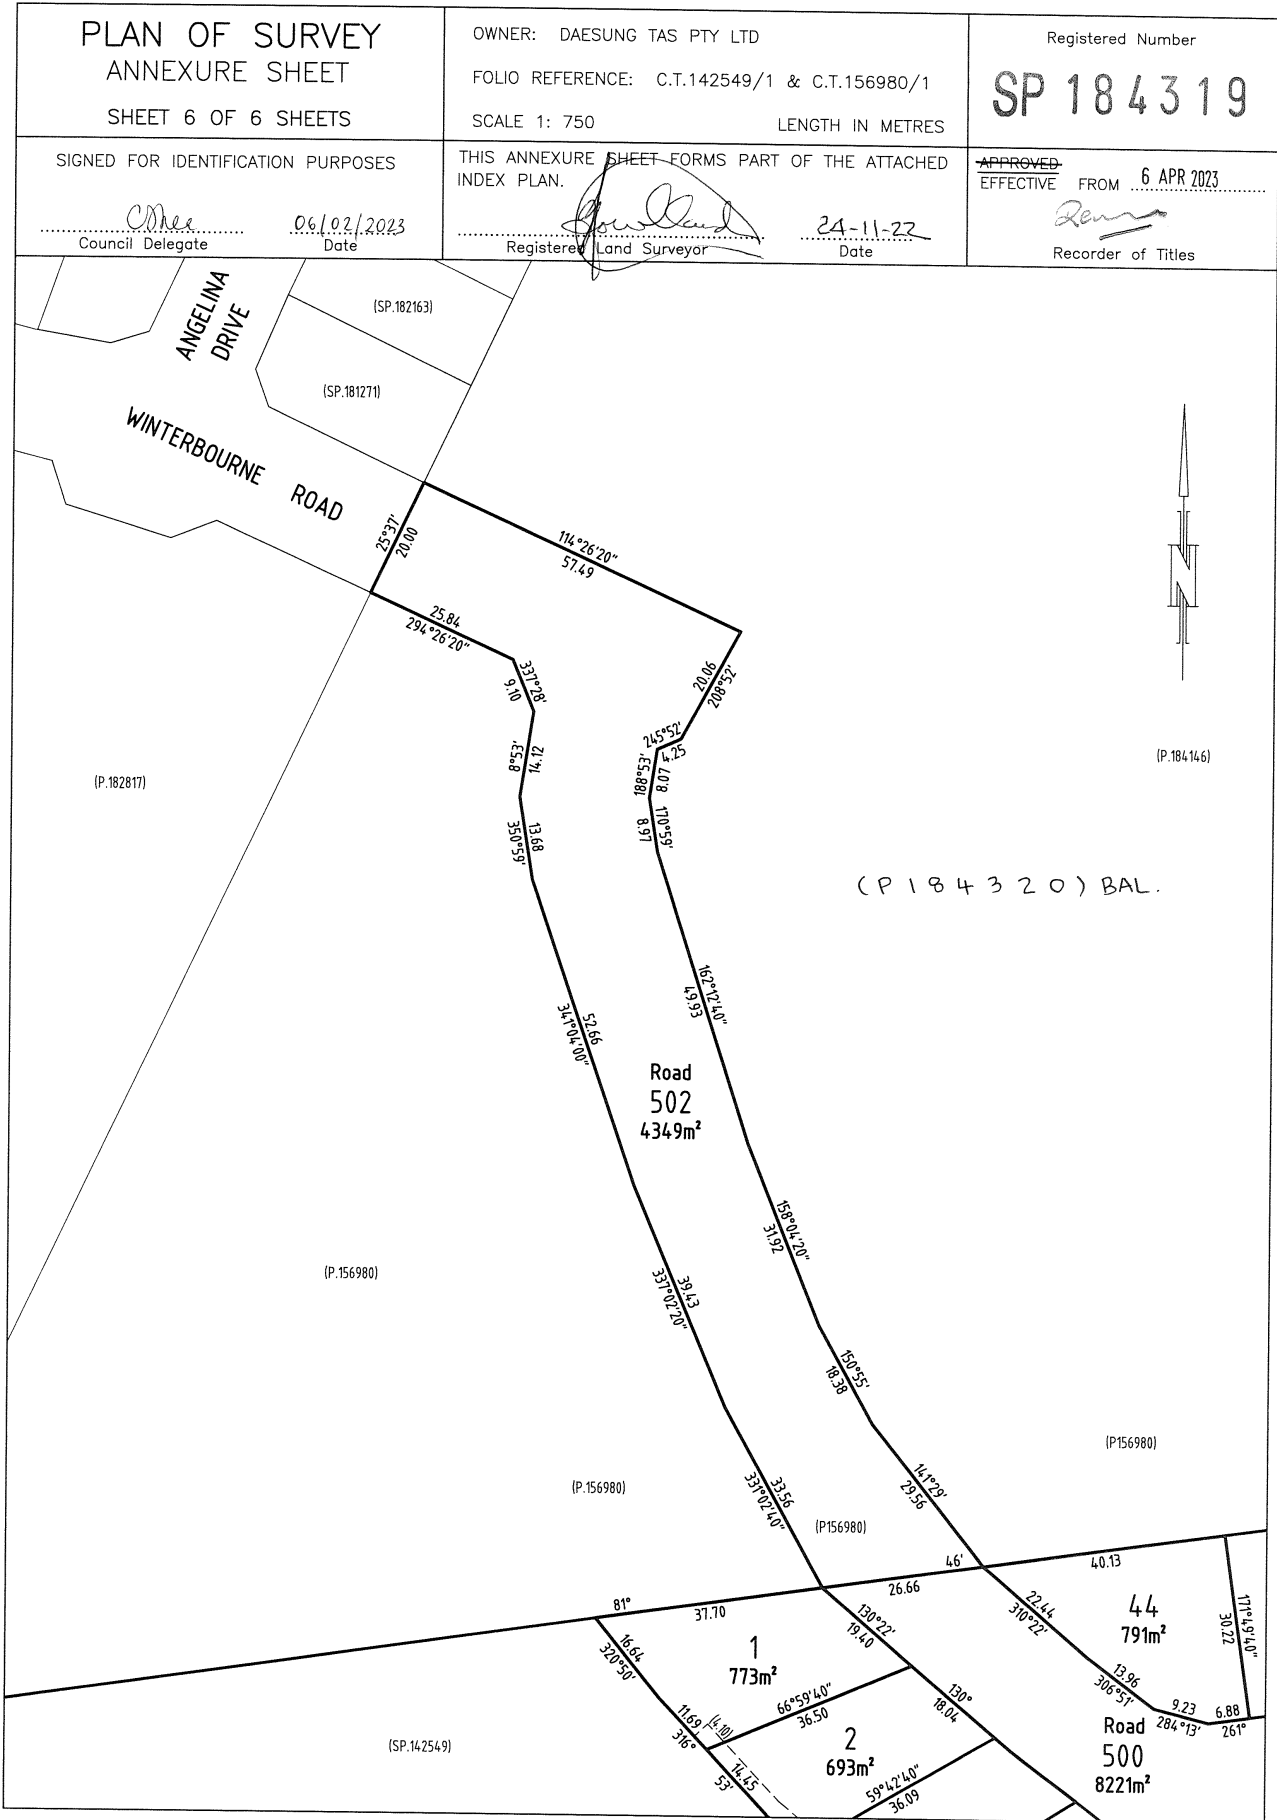 PLAN OF SURVEY
ANNEXURE SHEET
SHEET 6 OF 6 SHEETS
OWNER: DAESUNG TAS PTY LTD
FOLIO REFERENCE: C.T.142549/1 & C.T.156980/1
SCALE 1: 750 LENGTH IN METRES
Registered Number
SP 184319
SIGNED FOR IDENTIFICATION PURPOSES
06/02/2023
Council Delegate Date
THIS ANNEXURE SHEET FORMS PART OF THE ATTACHED
INDEX PLAN.
24-11-22
Registered Land Surveyor Date
APPROVED
EFFECTIVE FROM 6 APR 2023
Recorder of Titles
ANGELINA
DRIVE
(SP.182163)
(SP.181271)
WINTERBOURNE ROAD
25°37'
20.00
114°26'20"
57.49
25.84
294°26'20"
N
337°28'
9.10
20.06
208°52'
245°52'
4.25
8°53'
14.12
188°53'
8.07
(P.182817)
(P.184146)
350°59'
13.68
170°59'
8.97
(P184320) BAL.
162°12'40"
49.93
52.66
341°04'00"
Road
502
4349m²
158°04'20"
31.92
(P.156980)
39.43
337°02'20"
150°55'
18.38
(P156980)
141°29'
29.56
(P.156980)
33.56
331°02'40"
(P156980)
46'
40.13
26.66
81°
37.70
130°22'
19.40
22.44
310°22'
44
791m²
171°49'40"
30.22
16.64
320°50'
1
773m²
13.96
306°51'
66°59'40"
36.50
130°
18.04
9.23
284°13'
6.88
261°
11.69
316°
(4.10)
2
693m²
Road
500
8221m²
(SP.142549)
14.45
53'
59°42'40"
36.09